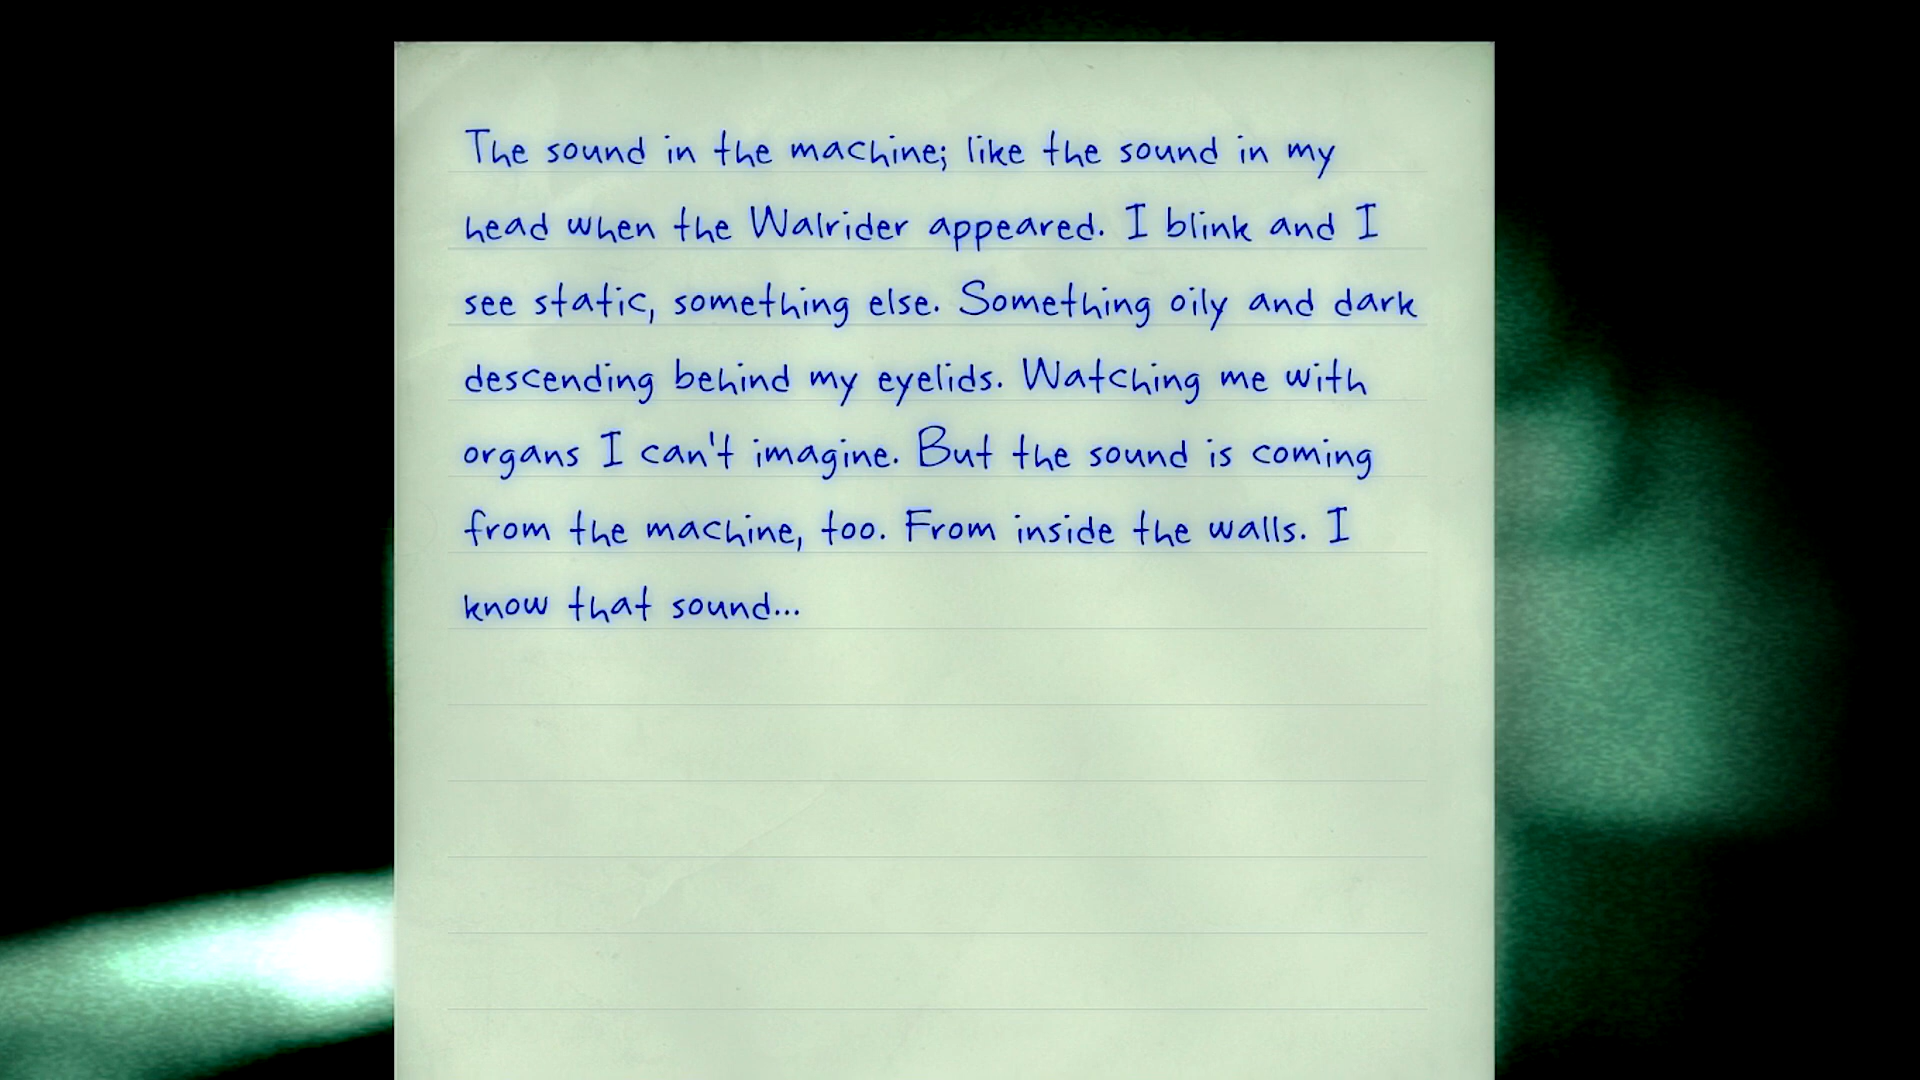 The sound in the machine; like the sound in my
head when the Walrider appeared. I blink and I
see static, something else. Something oily and dark
descending behind my eyelids. Watching me with
organs I can't imagine. But the sound is coming
from the machine, too. From inside the walls. I
know that sound...